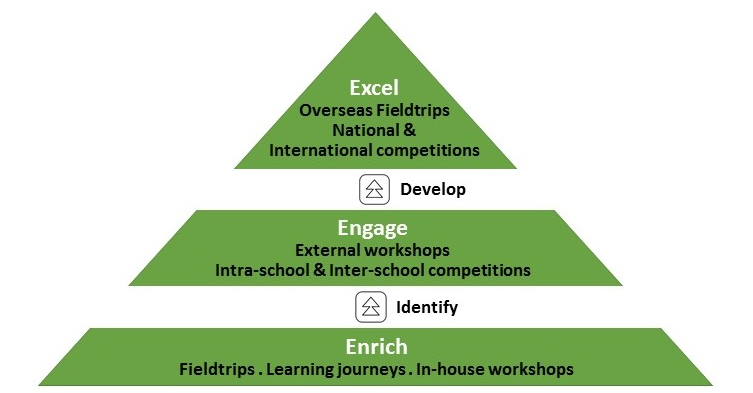 Excel
Overseas Fieldtrips
National &
International competitions
Develop
Engage
External workshops
Intra-school & Inter-school competitions
Identify
Enrich
Fieldtrips . Learning journeys . In-house workshops